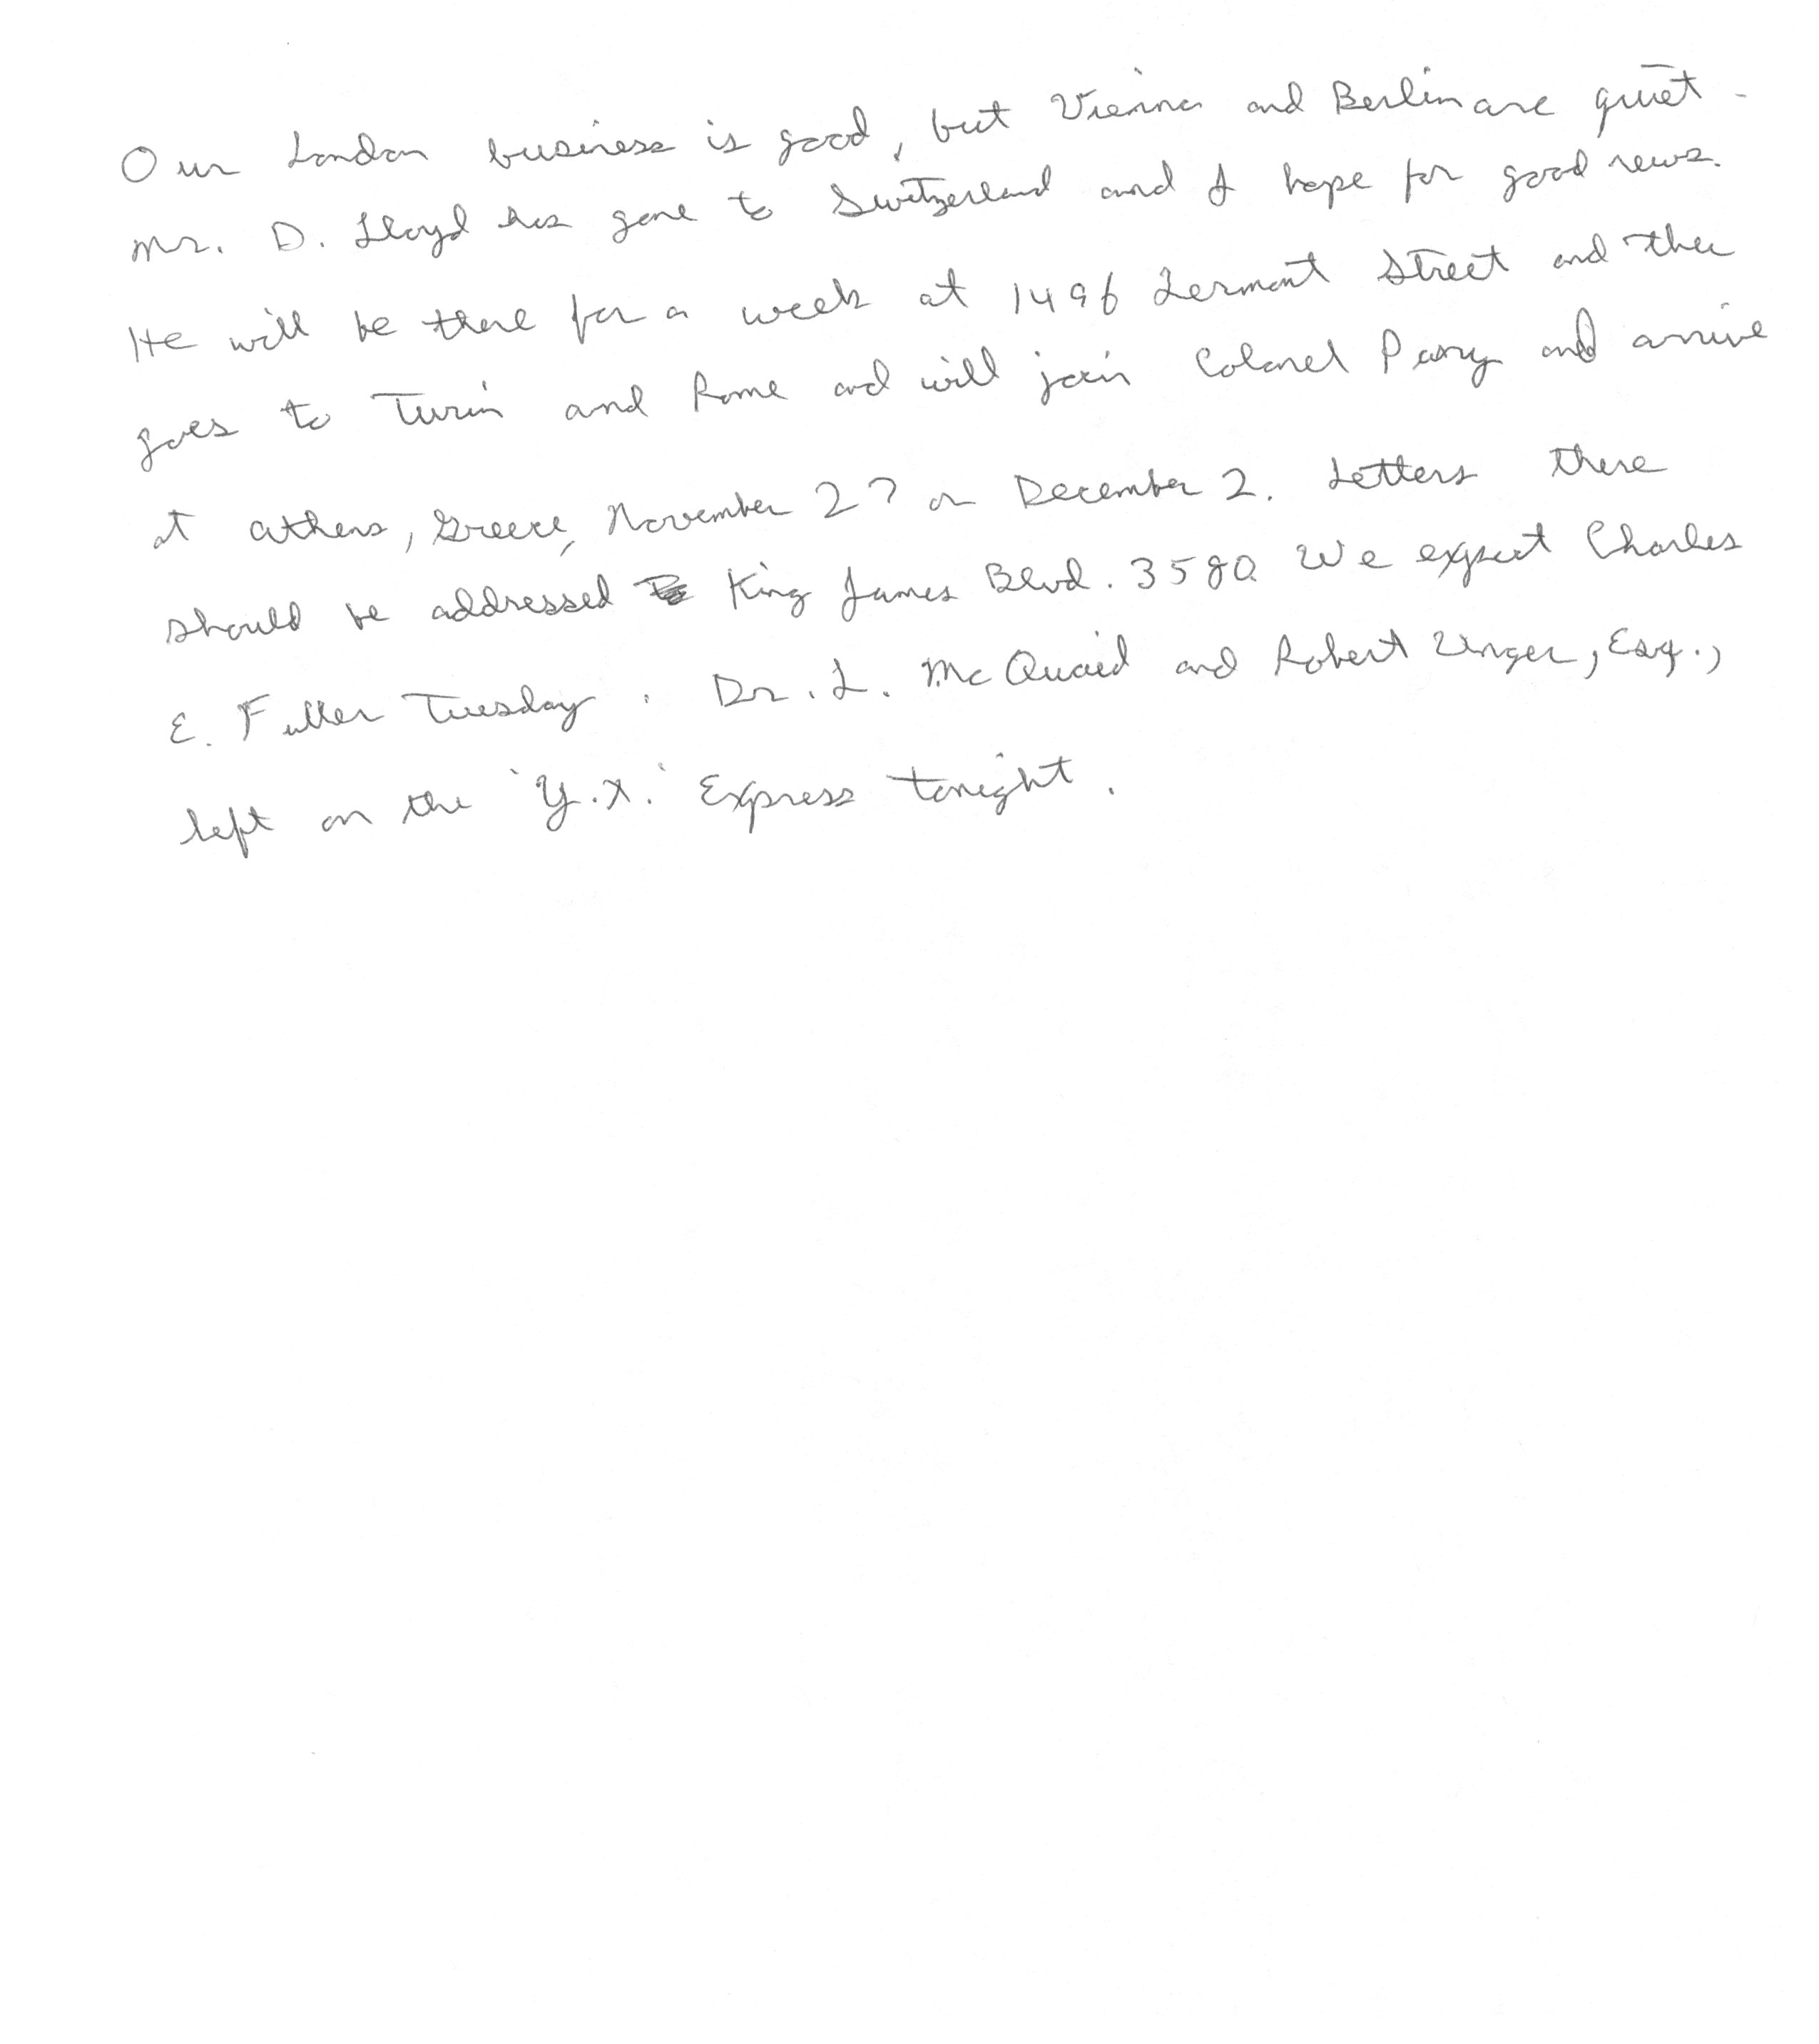 Our London business is good, but Vienna and Berlin are quiet.
Mr. D. Lloyd has gone to Switzerland and I hope for good news.
He will be there for a week at 1496 Zermont Street and then
goes to Turin and Rome and will join Colonel Parry and arrive
at Athens, Greece, November 27 or December 2. Letters there
should be addressed King James Blvd. 3580. We expect Charles
E. Fuller Tuesday. Dr. L. McQuaid and Robert Unger, Esq.,
left on the 'Y.X.' Express tonight.